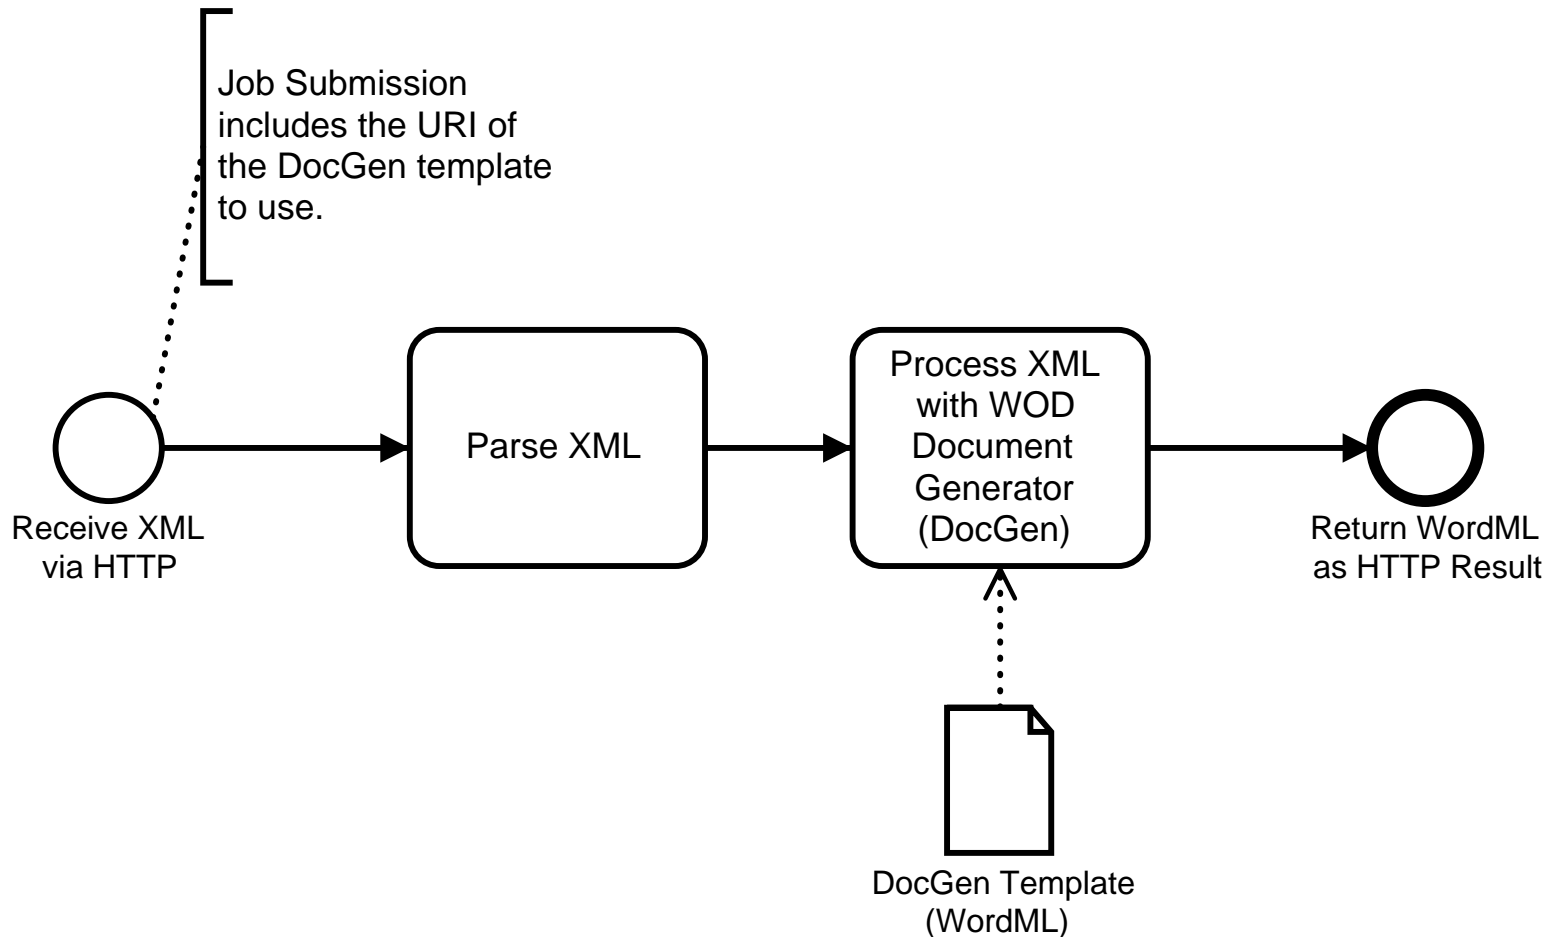 Job Submission
includes the URI of
the DocGen template
to use.
Receive XML
via HTTP
Parse XML
Process XML
with WOD
Document
Generator
(DocGen)
Return WordML
as HTTP Result
DocGen Template
(WordML)